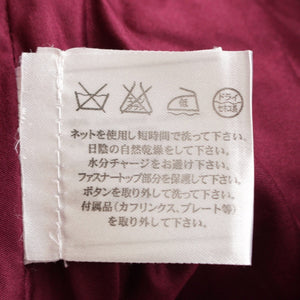 低
ドライ
セキユ系
ネットを使用し短時間で洗って下さい。
日陰の自然乾燥をして下さい。
水分チャージをお避け下さい。
ファスナートップ部分を保護して下さい。
ボタンを取り外して洗って下さい。
付属品(カフリンクス、プレート等)
を取り外して下さい。